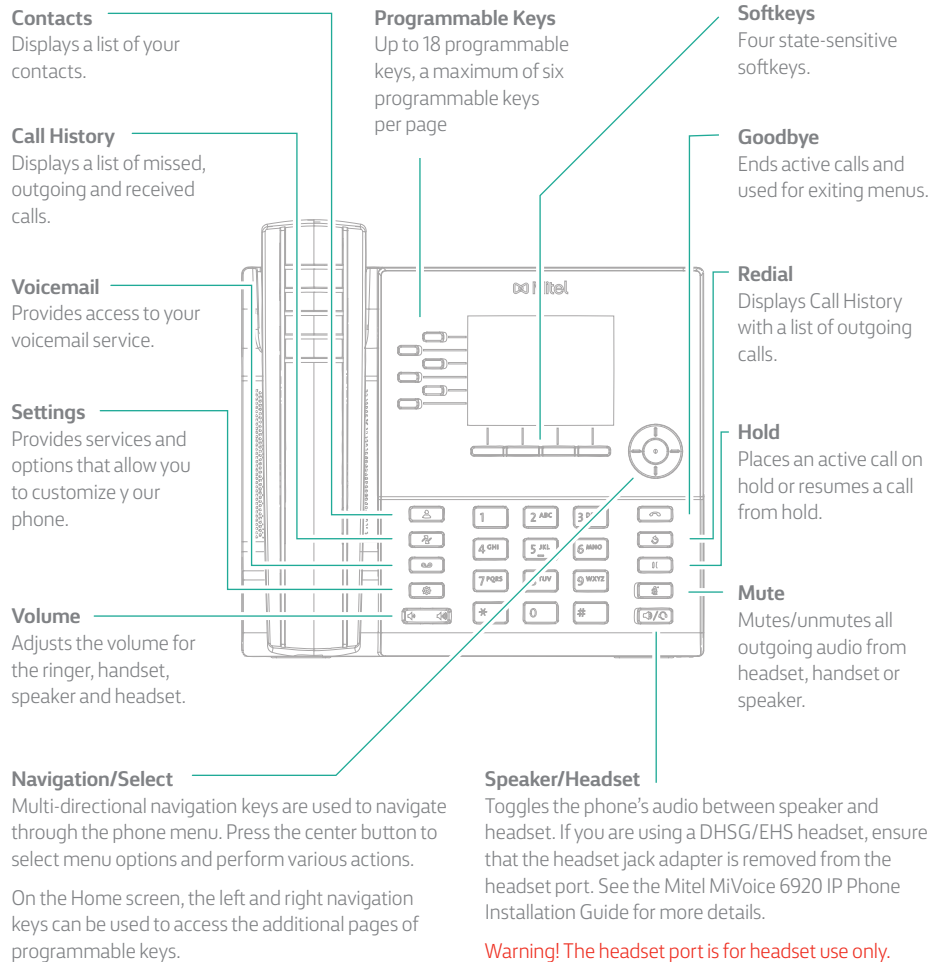 Contacts
Displays a list of your
contacts.
Call History
Displays a list of missed,
outgoing and received
calls.
Voicemail
Provides access to your
voicemail service.
Settings
Provides services and
options that allow you
to customize y our
phone.
Volume
Adjusts the volume for
the ringer, handset,
speaker and headset.
Programmable Keys
Up to 18 programmable
keys, a maximum of six
programmable keys
per page
Softkeys
Four state-sensitive
softkeys.
Goodbye
Ends active calls and
used for exiting menus.
Redial
Displays Call History
with a list of outgoing
calls.
Hold
Places an active call on
hold or resumes a call
from hold.
Mute
Mutes/unmutes all
outgoing audio from
headset, handset or
speaker.
Mitel
1 2 ABC 3
4 GHI 5 JKL 6 MNO
7 PQRS TUV 9 WXYZ
* 0 #
Navigation/Select
Multi-directional navigation keys are used to navigate
through the phone menu. Press the center button to
select menu options and perform various actions.
On the Home screen, the left and right navigation
keys can be used to access the additional pages of
programmable keys.
Speaker/Headset
Toggles the phone's audio between speaker and
headset. If you are using a DHSG/EHS headset, ensure
that the headset jack adapter is removed from the
headset port. See the Mitel MiVoice 6920 IP Phone
Installation Guide for more details.
Warning! The headset port is for headset use only.